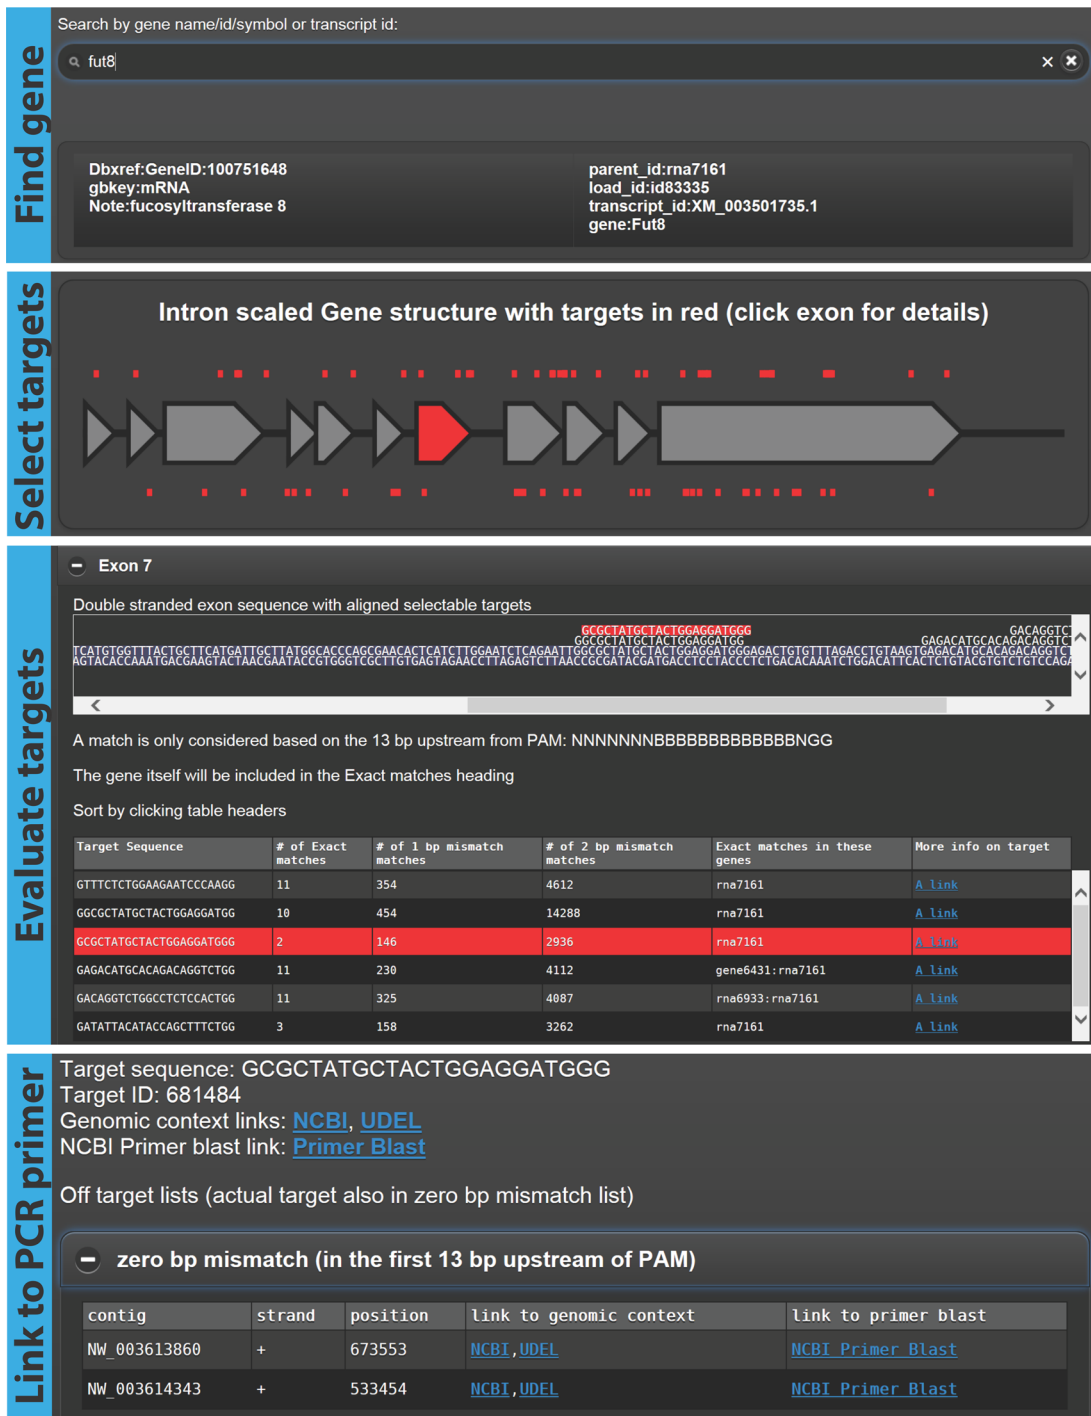 Find gene
Search by gene name/id/symbol or transcript id:
fut8
Dbxref:GeneID:100751648
gbkey:mRNA
Note:fucosyltransferase 8
parent_id:rna7161
load_id:id83335
transcript_id:XM_003501735.1
gene:Fut8
Select targets
Intron scaled Gene structure with targets in red (click exon for details)
Evaluate targets
Exon 7
Double stranded exon sequence with aligned selectable targets
GCGCTATGCTACTGGAGGATGGG GACAGGTCT
GGCGCTATGCTACTGGAGGATGG GAGACATGCACAGACAGGTCT
A match is only considered based on the 13 bp upstream from PAM: NNNNNNNBBBBBBBBBBBBBNGG
The gene itself will be included in the Exact matches heading
Sort by clicking table headers
Target Sequence # of Exact matches # of 1 bp mismatch matches # of 2 bp mismatch matches Exact matches in these genes More info on target
GTTTCTCTGGAAGAATCCCAAGG 11 354 4612 rna7161 A link
GGCGCTATGCTACTGGAGGATGG 10 454 14288 rna7161 A link
GCGCTATGCTACTGGAGGATGGG 2 146 2936 rna7161 A link
GAGACATGCACAGACAGGTCTGG 11 230 4112 gene6431:rna7161 A link
GACAGGTCTGGCCTCTCCACTGG 11 325 4087 rna6933:rna7161 A link
GATATTACATACCAGCTTTCTGG 3 158 3262 rna7161 A link
Link to PCR primer
Target sequence: GCGCTATGCTACTGGAGGATGGG
Target ID: 681484
Genomic context links: NCBI, UDEL
NCBI Primer blast link: Primer Blast
Off target lists (actual target also in zero bp mismatch list)
zero bp mismatch (in the first 13 bp upstream of PAM)
contig strand position link to genomic context link to primer blast
NW_003613860 + 673553 NCBI,UDEL NCBI Primer Blast
NW_003614343 + 533454 NCBI,UDEL NCBI Primer Blast